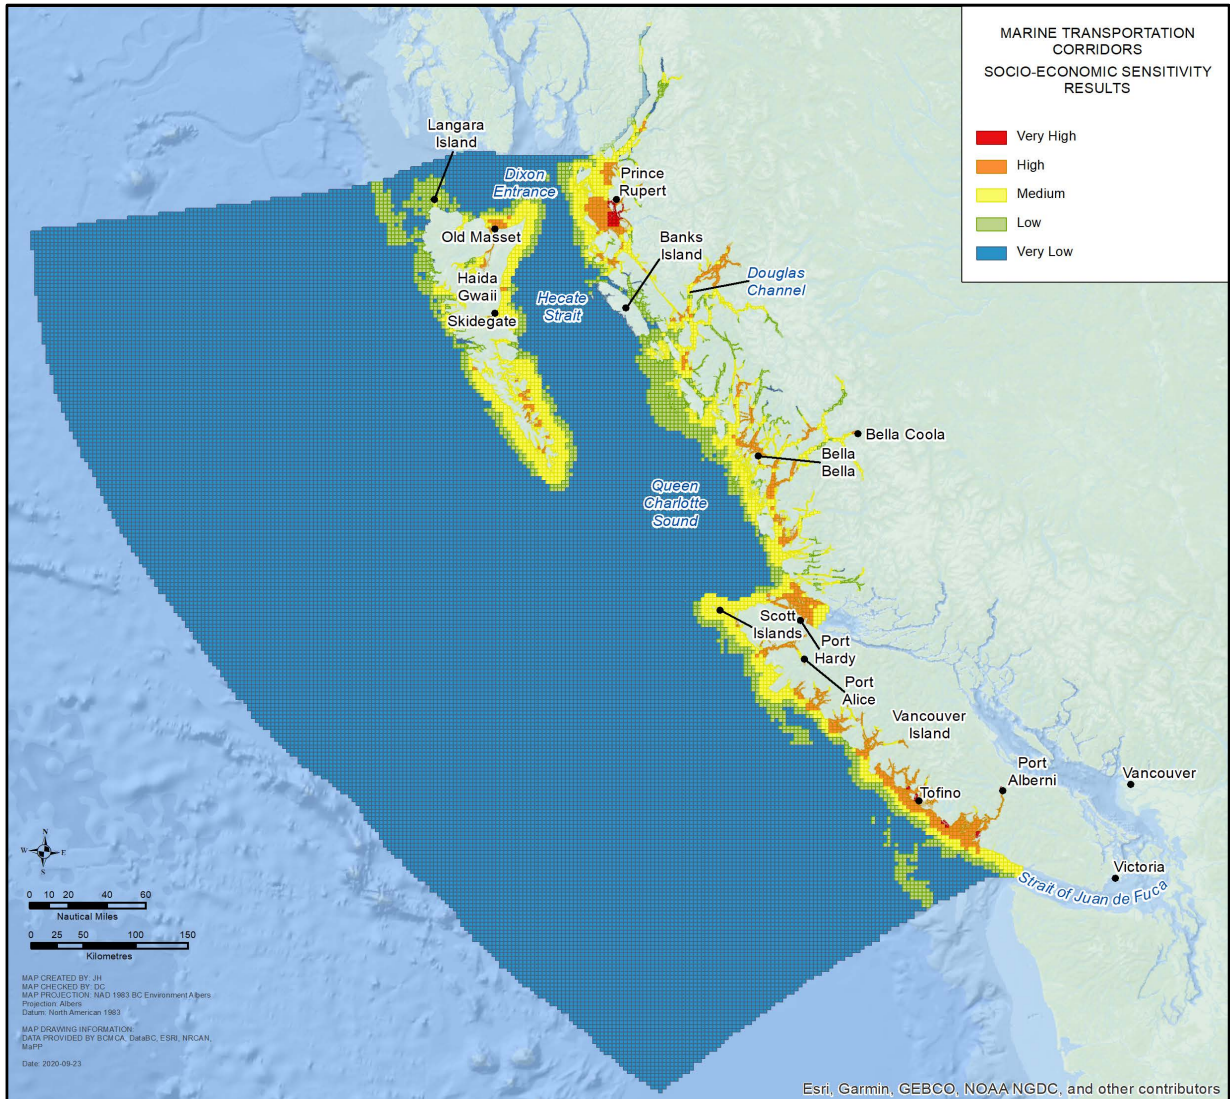 MARINE TRANSPORTATION
CORRIDORS
SOCIO-ECONOMIC SENSITIVITY
RESULTS
Very High
High
Medium
Low
Very Low
Langara
Island
Dixon
Entrance
Prince
Rupert
Old Masset
Banks
Island
Haida
Gwaii
Hecate
Strait
Douglas
Channel
Skidegate
Bella Coola
Bella
Bella
Queen
Charlotte
Sound
Scott
Islands
Port
Hardy
Port
Alice
Vancouver
Island
Port
Alberni
Vancouver
Tofino
Victoria
Strait of Juan de Fuca
N
W E
S
0 10 20 40 60
Nautical Miles
0 25 50 100 150
Kilometres
MAP CREATED BY: JH
MAP CHECKED BY: DC
MAP PROJECTION: NAD 1983 BC Environment Albers
Projection: Albers
Datum: North American 1983
MAP DRAWING INFORMATION:
DATA PROVIDED BY BCMCA, DataBC, ESRI, NRCAN,
MaPP
Date: 2020-09-23
Esri, Garmin, GEBCO, NOAA NGDC, and other contributors